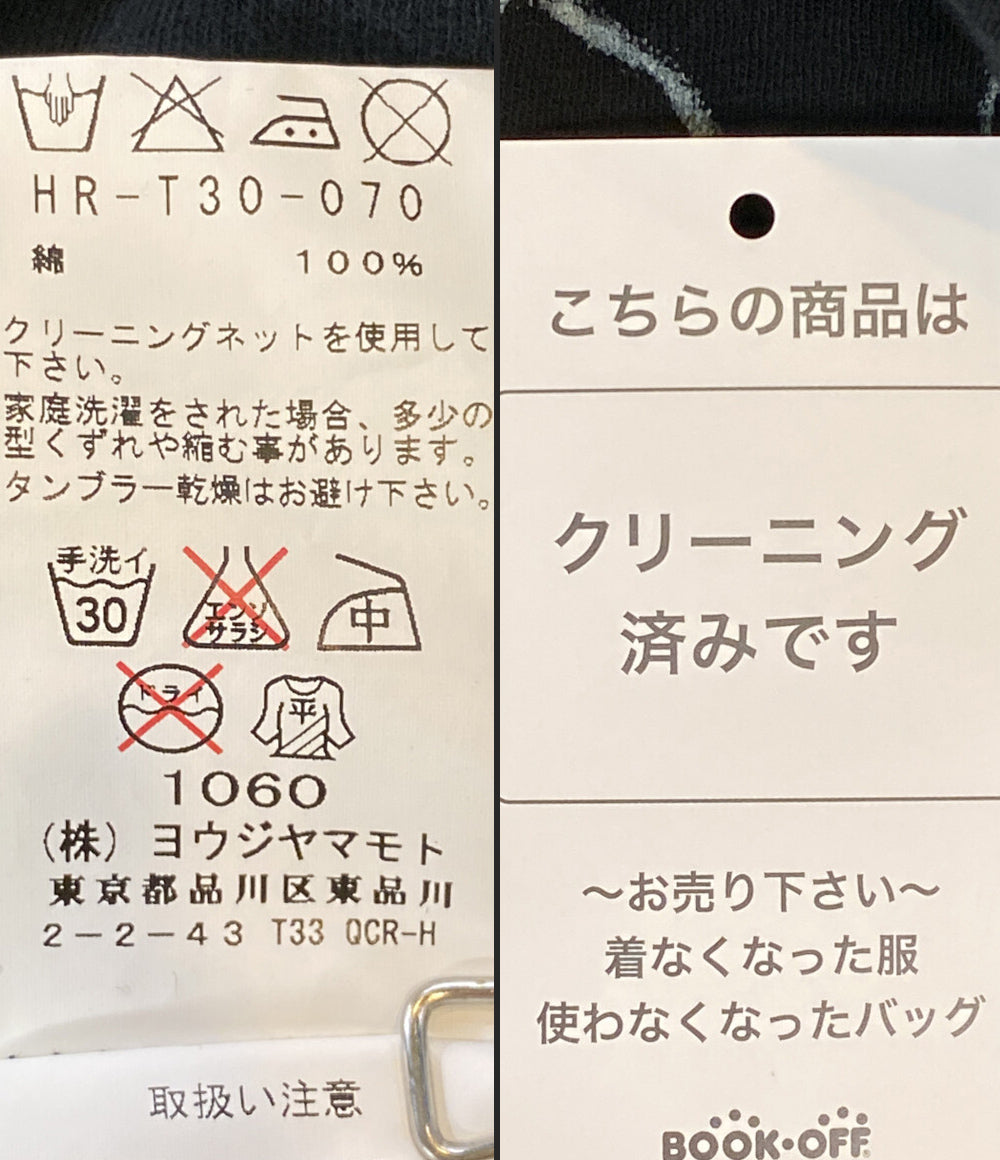 HR-T30-070
綿 100%
クリーニングネットを使用して
下さい。
家庭洗濯をされた場合、多少の
型くずれや縮む事があります。
タンブラー乾燥はお避け下さい。
手洗イ
30
エンソ
サラシ
中
ドライ
平
1060
(株) ヨウジヤマモト
東京都品川区東品川
2-2-43 T33 QCR-H
取扱い注意
こちらの商品は
クリーニング
済みです
〜お売り下さい〜
着なくなった服
使わなくなったバッグ
BOOK・OFF